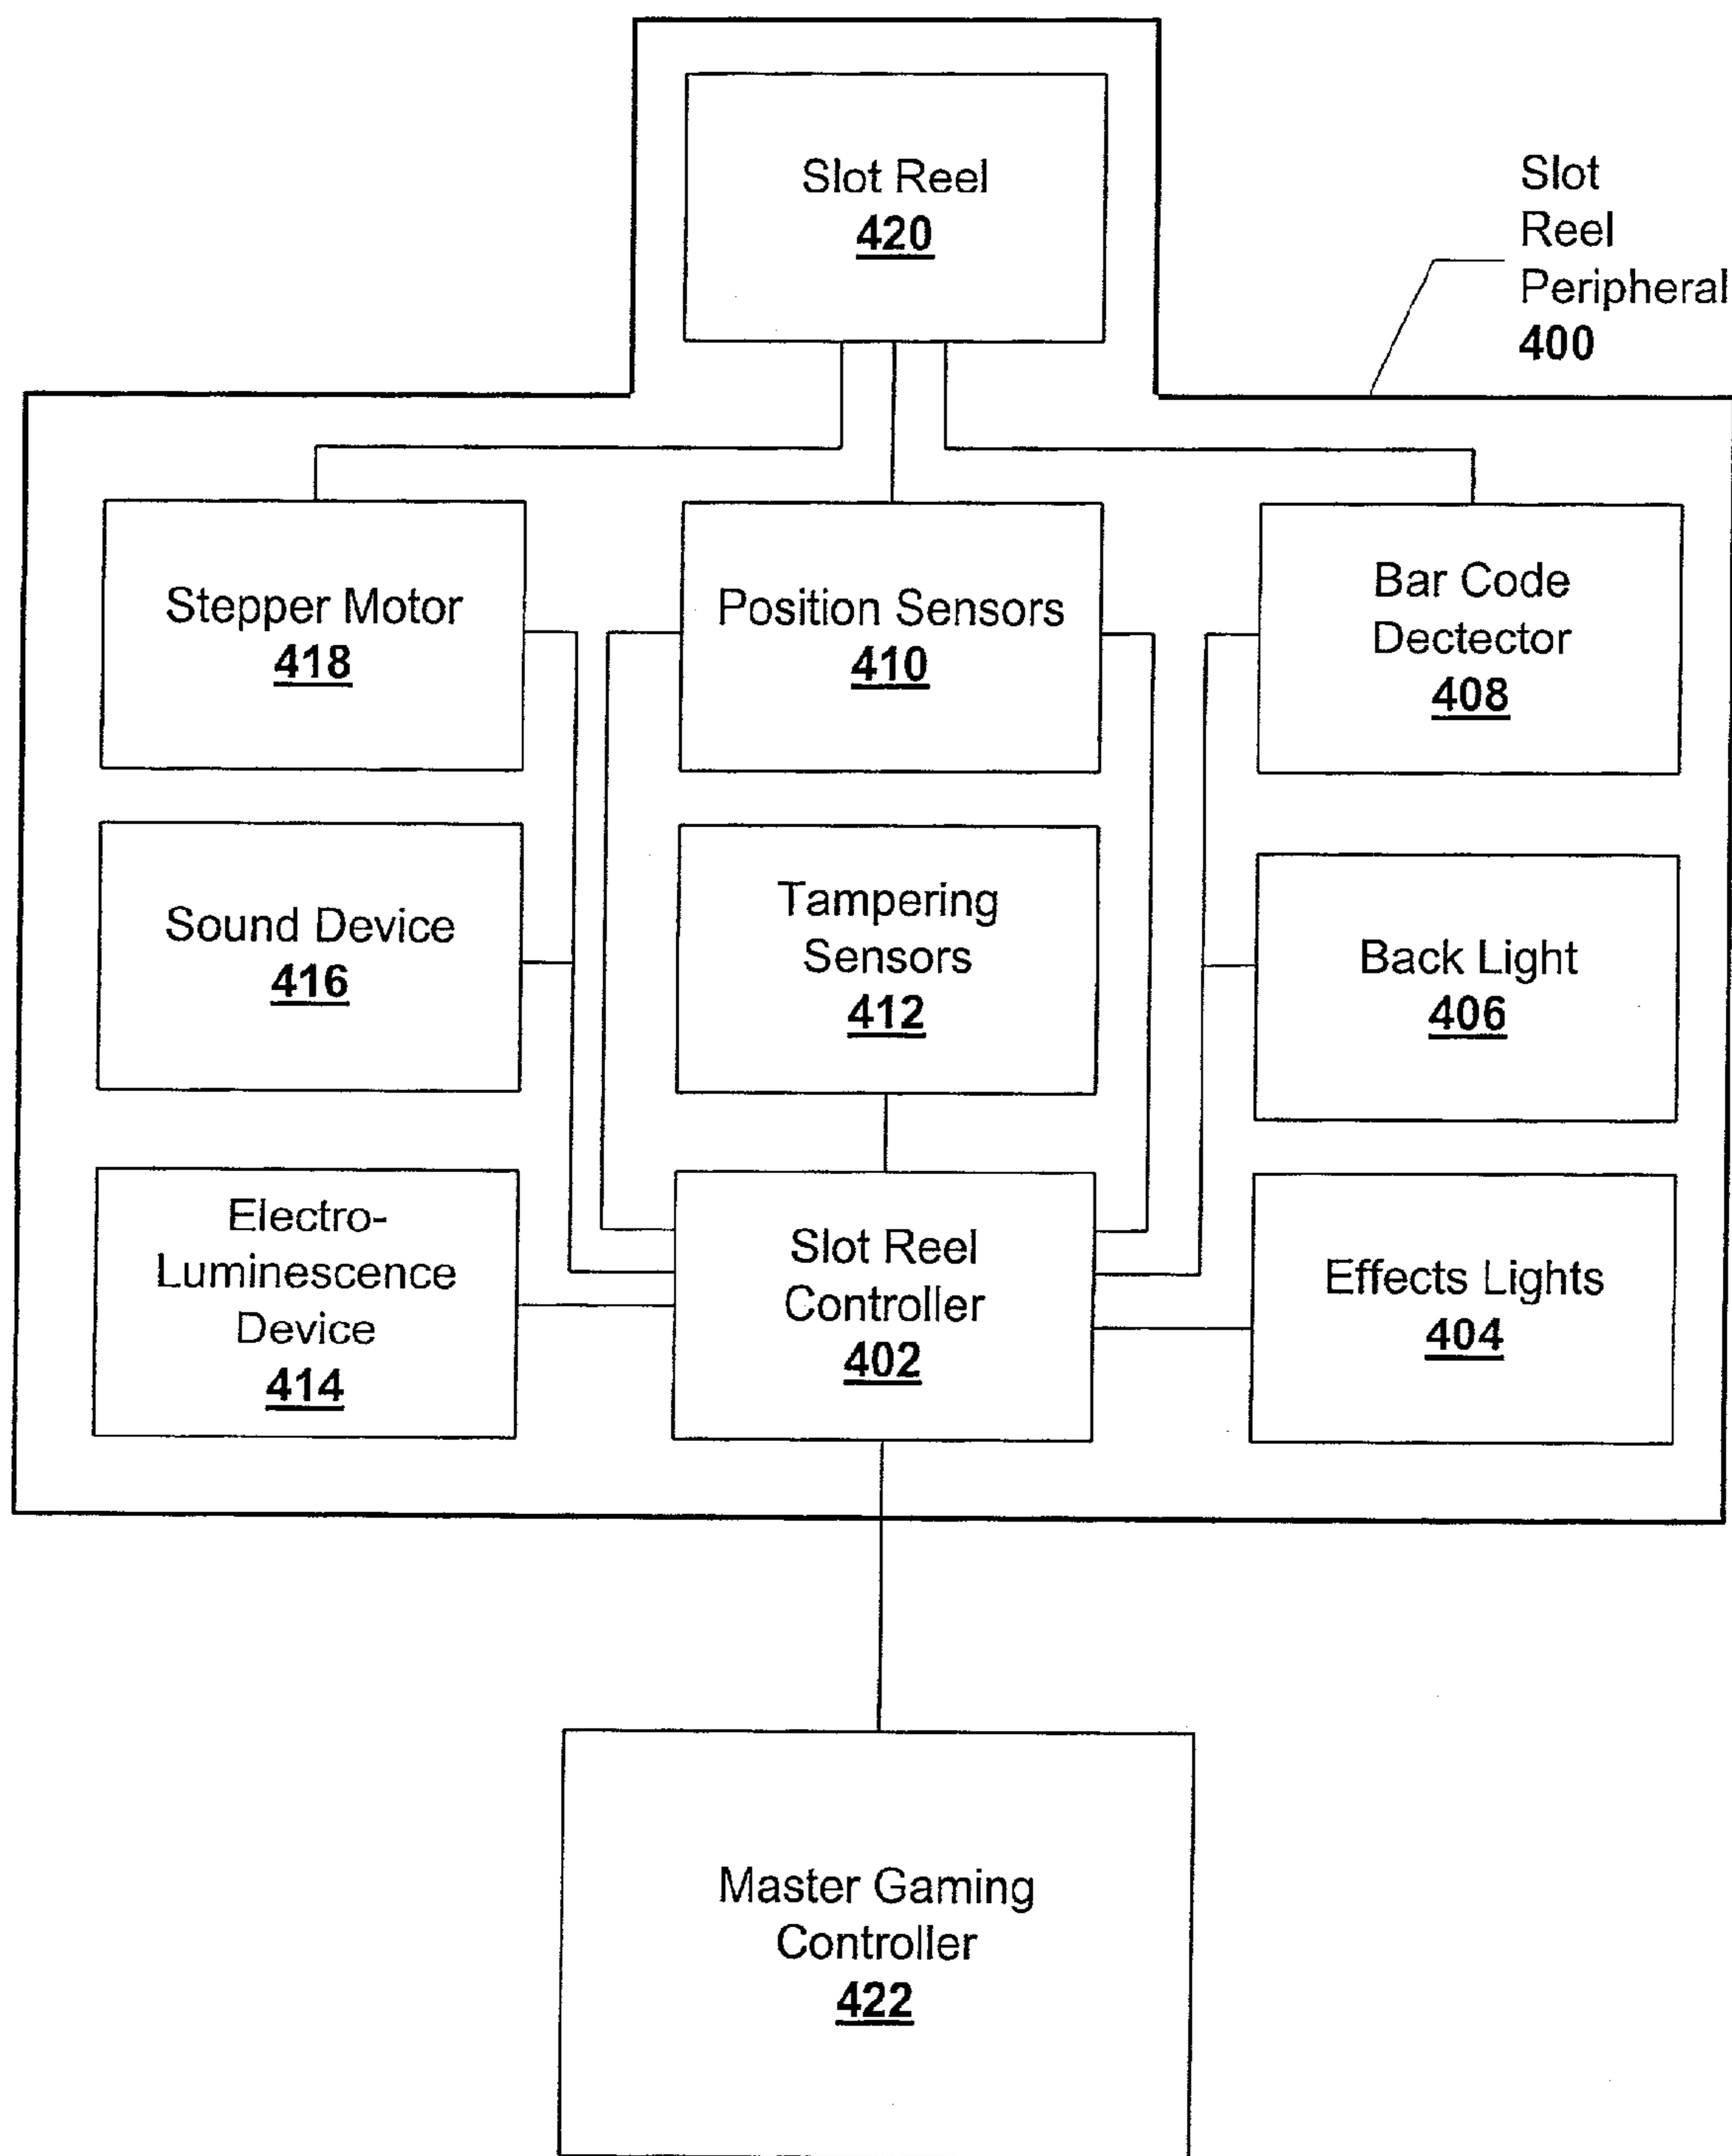 Slot Reel
420
Slot
Reel
Peripheral
400
Stepper Motor
418
Position Sensors
410
Bar Code
Dectector
408
Sound Device
416
Tampering
Sensors
412
Back Light
406
Electro-
Luminescence
Device
414
Slot Reel
Controller
402
Effects Lights
404
Master Gaming
Controller
422